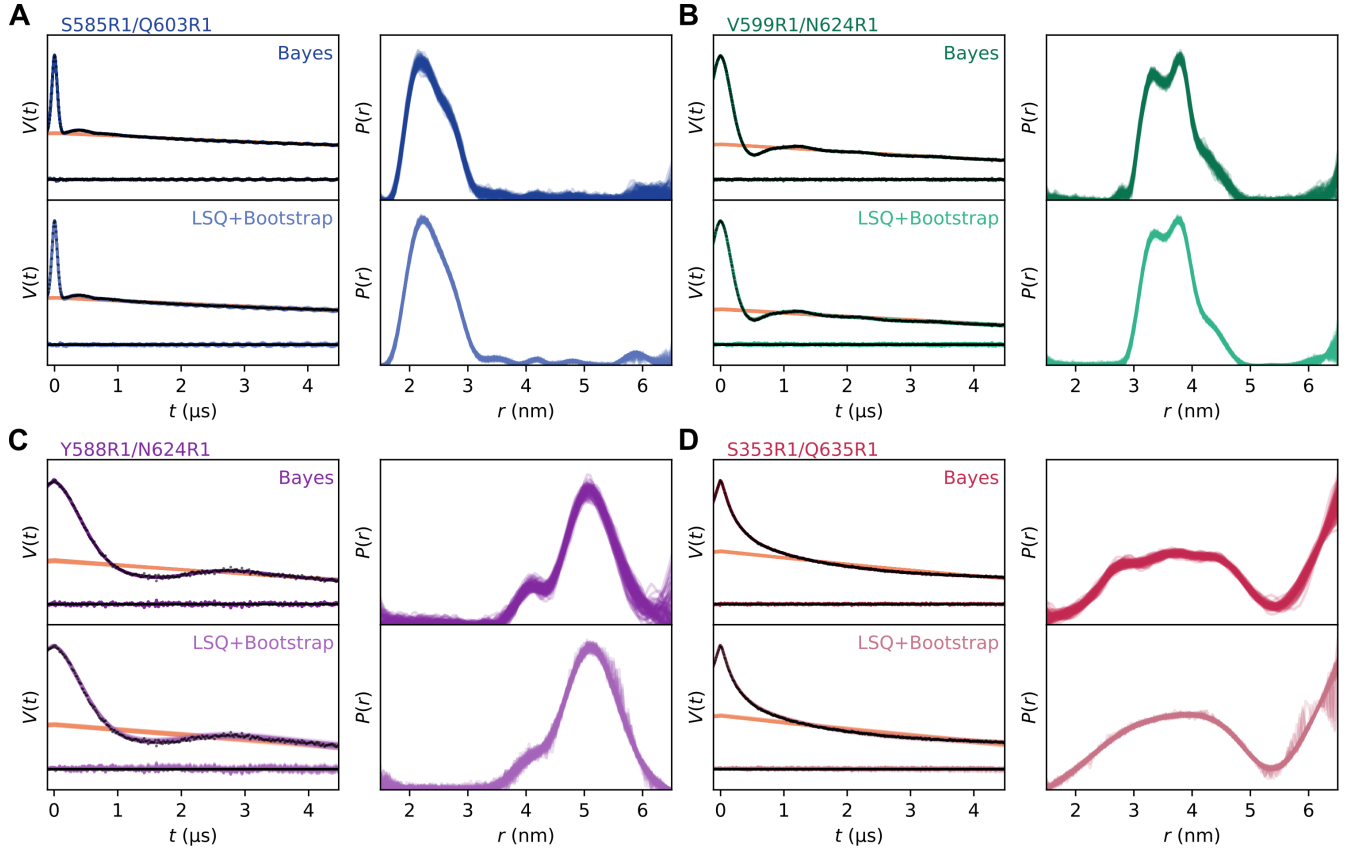 A
S585R1/Q603R1
Bayes
V(t)
P(r)
LSQ+Bootstrap
V(t)
P(r)
0 1 2 3 4
t (μs)
2 3 4 5 6
r (nm)
B
V599R1/N624R1
Bayes
V(t)
P(r)
LSQ+Bootstrap
V(t)
P(r)
0 1 2 3 4
t (μs)
2 3 4 5 6
r (nm)
C
Y588R1/N624R1
Bayes
V(t)
P(r)
LSQ+Bootstrap
V(t)
P(r)
0 1 2 3 4
t (μs)
2 3 4 5 6
r (nm)
D
S353R1/Q635R1
Bayes
V(t)
P(r)
LSQ+Bootstrap
V(t)
P(r)
0 1 2 3 4
t (μs)
2 3 4 5 6
r (nm)